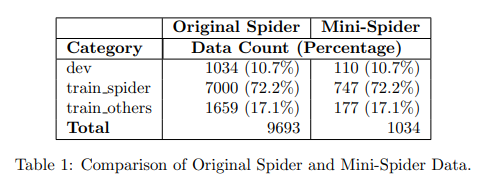 Original Spider Mini-Spider
Category Data Count (Percentage)
dev 1034 (10.7%) 110 (10.7%)
train_spider 7000 (72.2%) 747 (72.2%)
train_others 1659 (17.1%) 177 (17.1%)
Total 9693 1034
Table 1: Comparison of Original Spider and Mini-Spider Data.